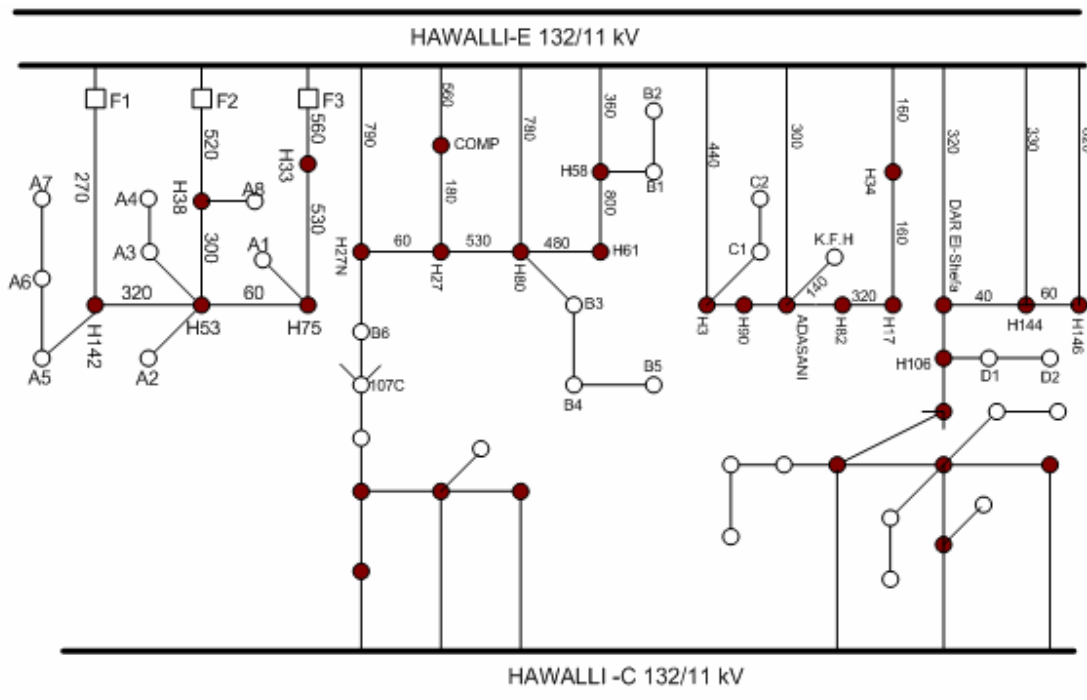 HAWALLI-E 132/11 kV
F1
F2
F3
560
B2
520
560
790
COMP
780
360
440
300
160
320
330
A7
A4
270
H38
A8
H33
180
H58
B1
H34
A3
300
A1
530
800
C1
K.F.H
160
DAR El-Shefa
A6
H27N
60
H27
530
H80
480
H61
140
320
60
320
H53
H75
B3
H3
H90
ADASANI
H82
H17
40
H144
60
H146
H142
B6
H106
A5
A2
107C
B4
B5
D1
D2
HAWALLI -C 132/11 kV